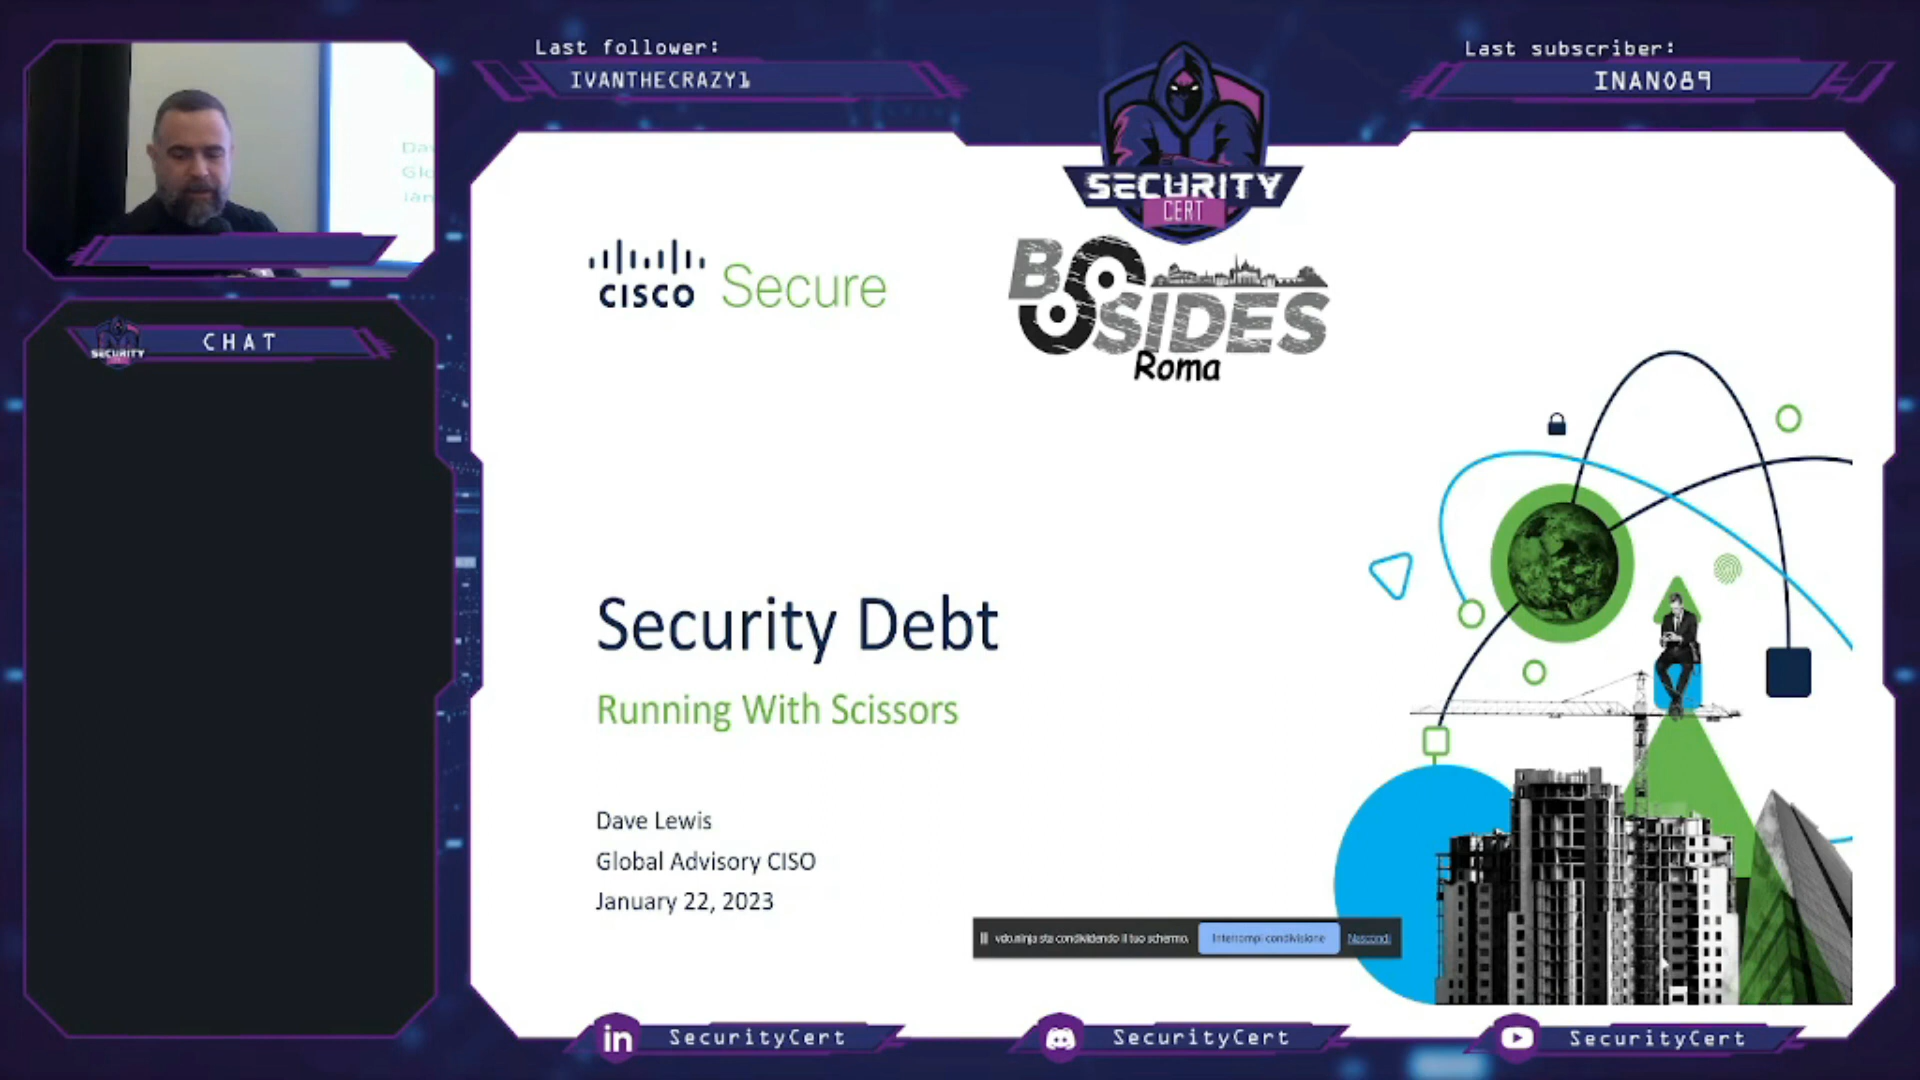 Last follower:
IVANTHECRAZY1
Last subscriber:
INAN089
SECURITY
CERT
CISCO Secure
BSIDES
Roma
SECURITY
CHAT
Security Debt
Running With Scissors
Dave Lewis
Global Advisory CISO
January 22, 2023
vdo.ninja sta condividendo il tuo schermo.
Interrompi condivisione
Nascondi
in
SecurityCert
SecurityCert
SecurityCert